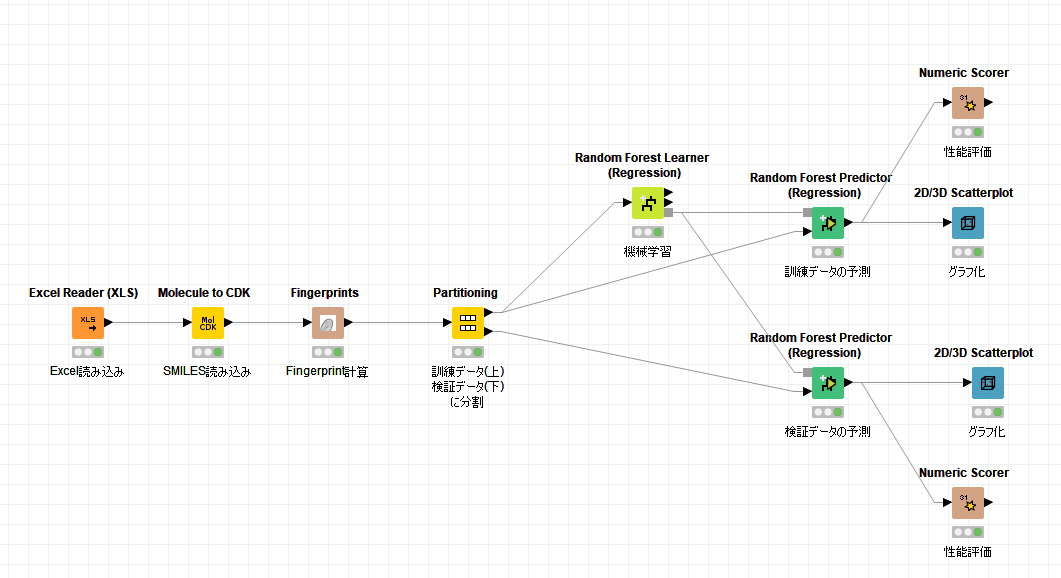 Numeric Scorer
31
性能評価
Random Forest Learner
(Regression)
機械学習
Random Forest Predictor
(Regression)
訓練データの予測
2D/3D Scatterplot
グラフ化
Excel Reader (XLS)
XLS
Excel読み込み
Molecule to CDK
Mol
CDK
SMILES読み込み
Fingerprints
Fingerprint計算
Partitioning
訓練データ(上)
検証データ(下)
に分割
Random Forest Predictor
(Regression)
検証データの予測
2D/3D Scatterplot
グラフ化
Numeric Scorer
31
性能評価